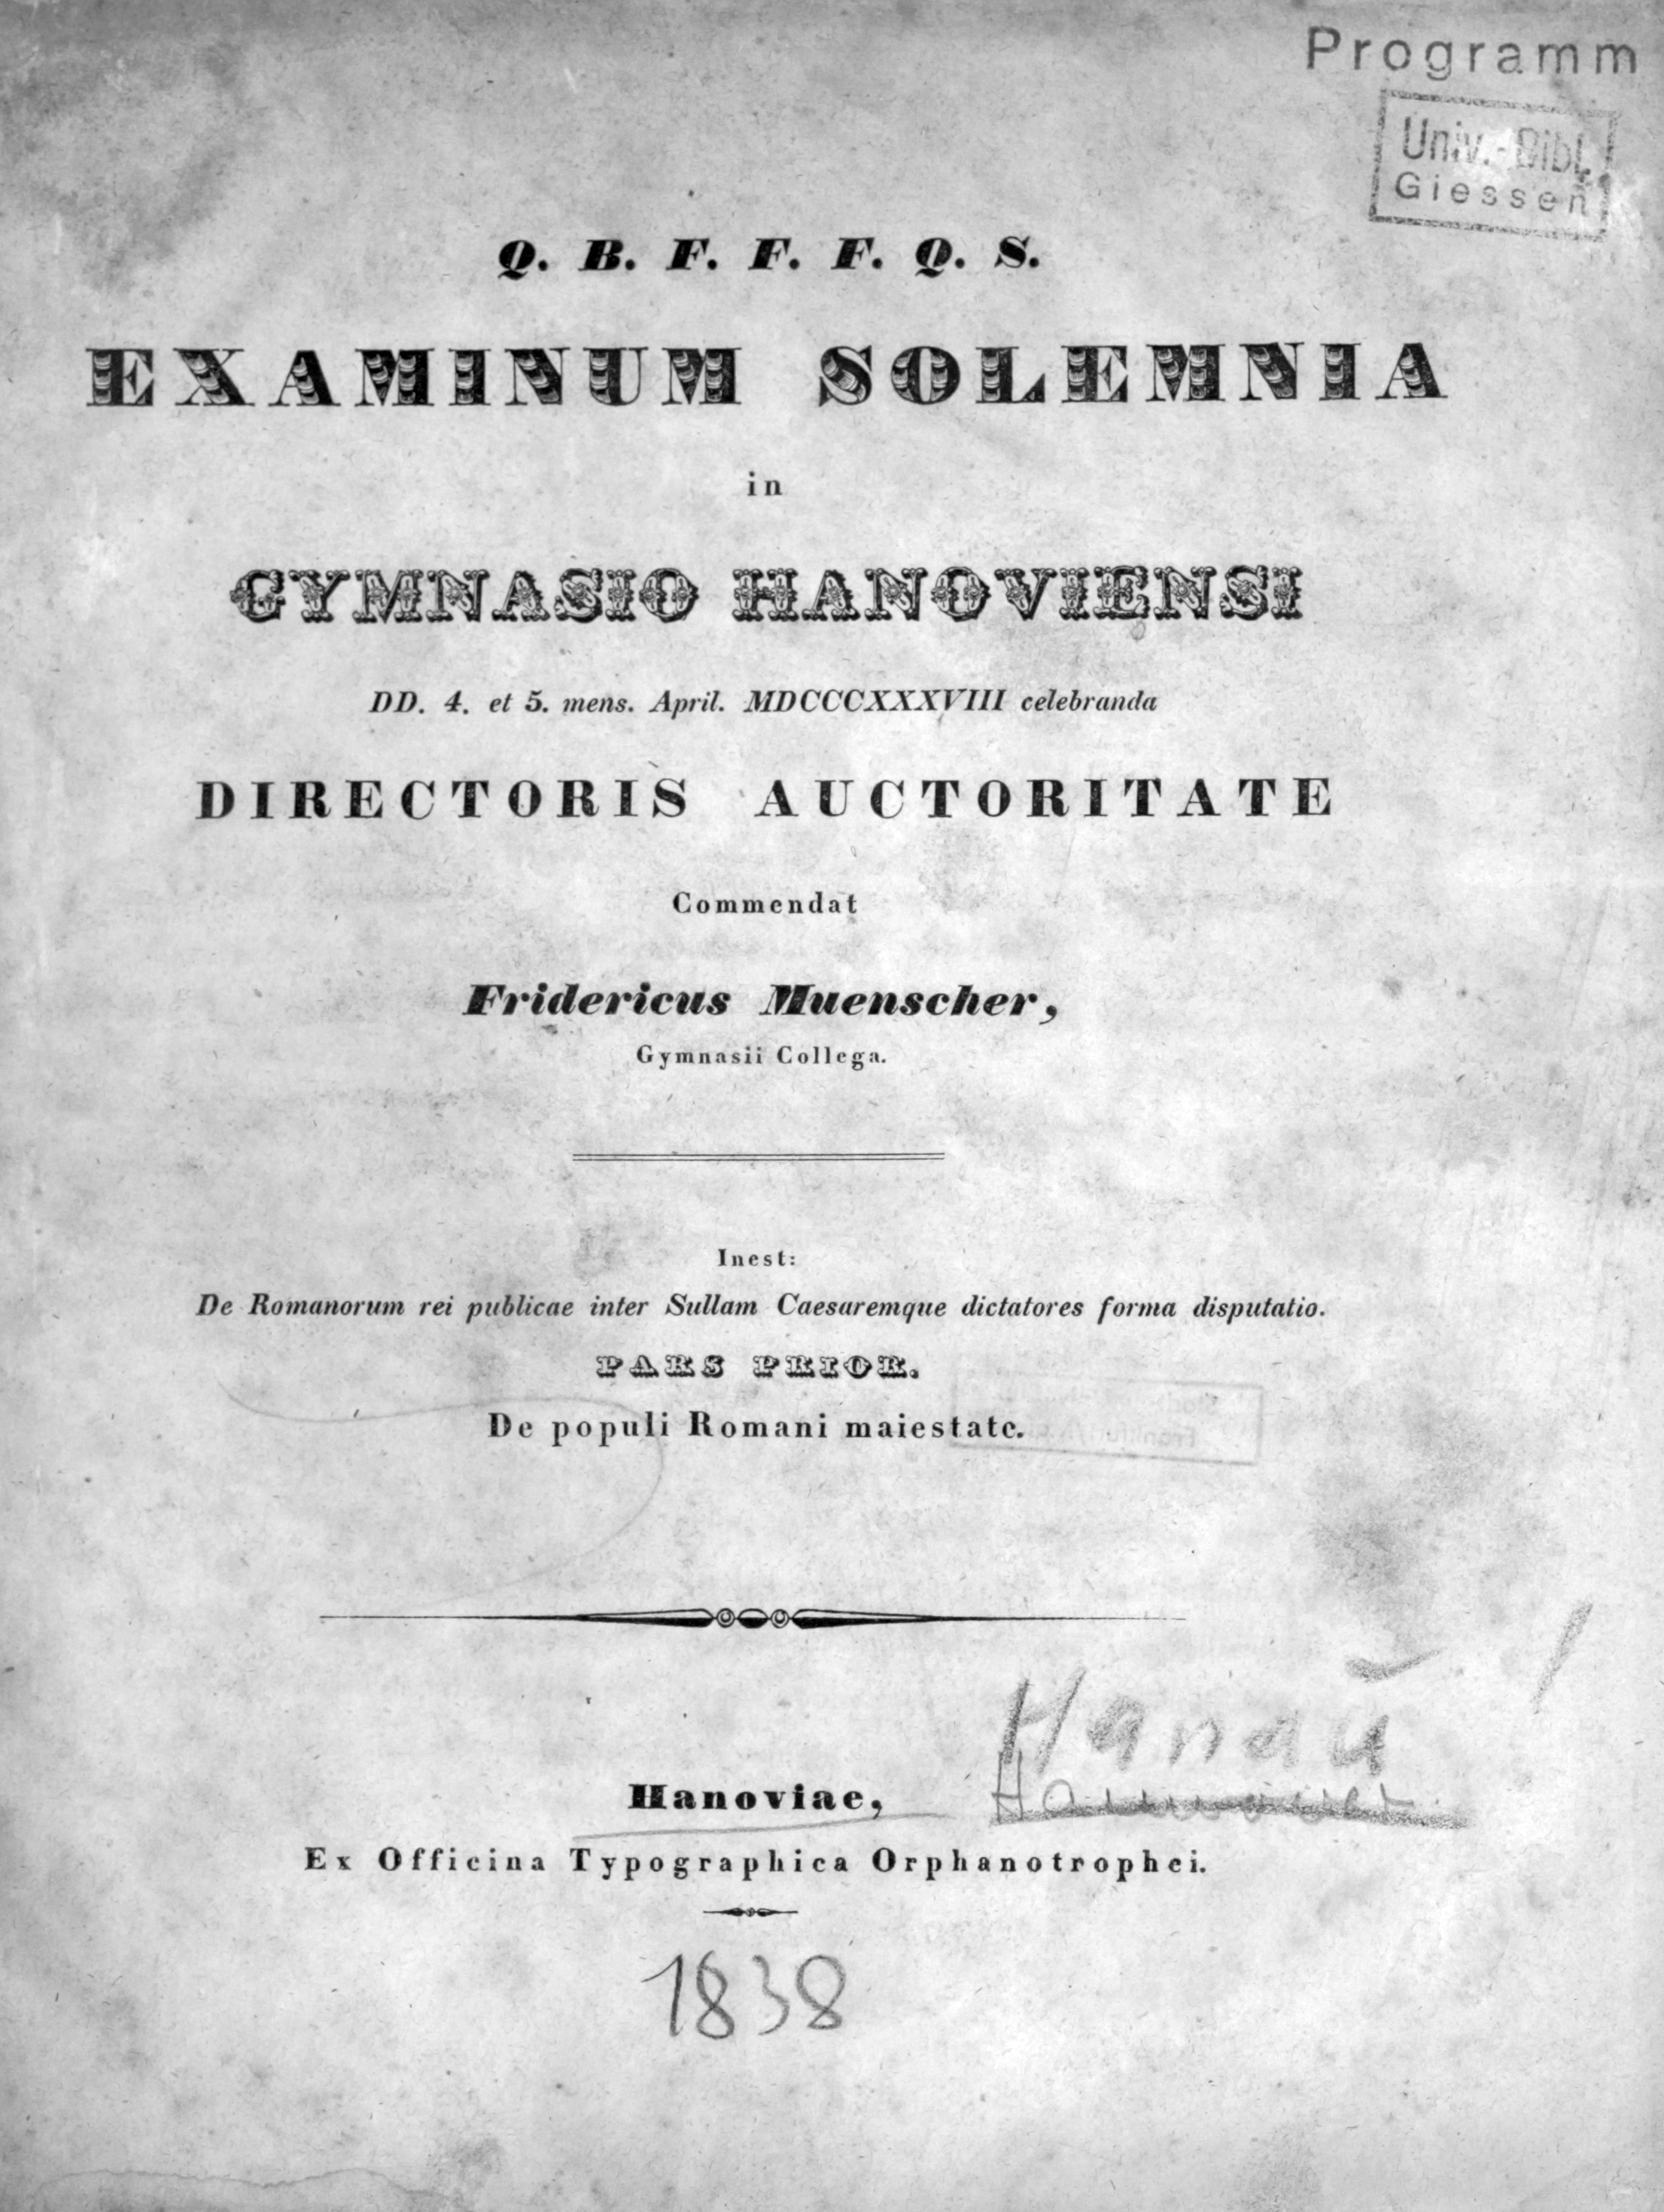 Programm
Univ.-Bibl.
Giessen
Q. B. F. F. F. Q. S.
EXAMINUM SOLEMNIA
in
GYMNASIO HANOVIENSI
DD. 4. et 5. mens. April. MDCCCXXXVIII celebranda
DIRECTORIS AUCTORITATE
Commendat
Fridericus Muenscher,
Gymnasii Collega.
Inest:
De Romanorum rei publicae inter Sullam Caesaremque dictatores forma disputatio.
PARS PRIOR.
De populi Romani maiestate.
Hanau
Hanoviae,
Hannover
Ex Officina Typographica Orphanotrophei.
1838